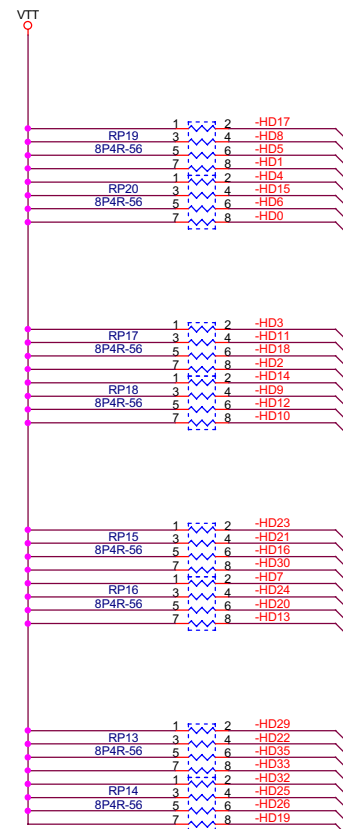 VTT
1 2 -HD17
RP19 3 4 -HD8
8P4R-56 5 6 -HD5
7 8 -HD1
1 2 -HD4
RP20 3 4 -HD15
8P4R-56 5 6 -HD6
7 8 -HD0
1 2 -HD3
RP17 3 4 -HD11
8P4R-56 5 6 -HD18
7 8 -HD2
1 2 -HD14
RP18 3 4 -HD9
8P4R-56 5 6 -HD12
7 8 -HD10
1 2 -HD23
RP15 3 4 -HD21
8P4R-56 5 6 -HD16
7 8 -HD30
1 2 -HD7
RP16 3 4 -HD24
8P4R-56 5 6 -HD20
7 8 -HD13
1 2 -HD29
RP13 3 4 -HD22
8P4R-56 5 6 -HD35
7 8 -HD33
1 2 -HD32
RP14 3 4 -HD25
8P4R-56 5 6 -HD26
7 8 -HD19